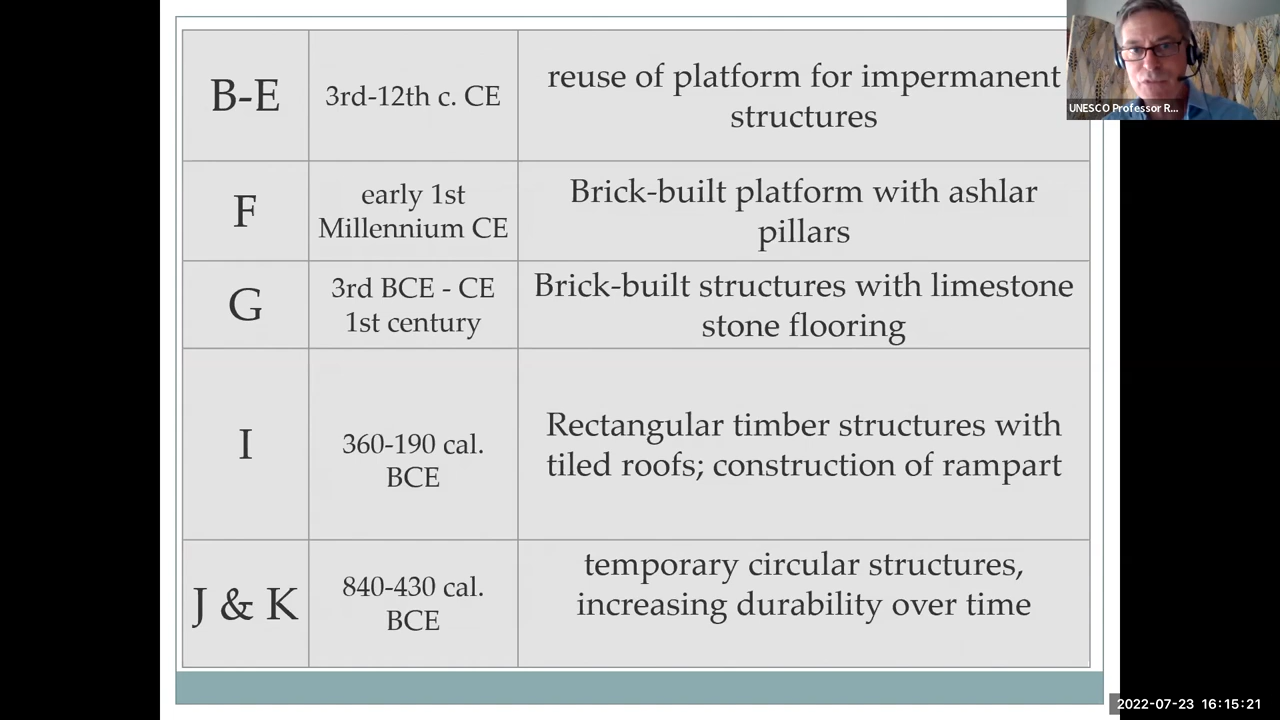 B-E
3rd-12th c. CE
reuse of platform for impermanent
structures
F
early 1st
Millennium CE
Brick-built platform with ashlar
pillars
G
3rd BCE - CE
1st century
Brick-built structures with limestone
stone flooring
I
360-190 cal.
BCE
Rectangular timber structures with
tiled roofs; construction of rampart
J & K
840-430 cal.
BCE
temporary circular structures,
increasing durability over time
UNESCO Professor R...
2022-07-23 16:15:21